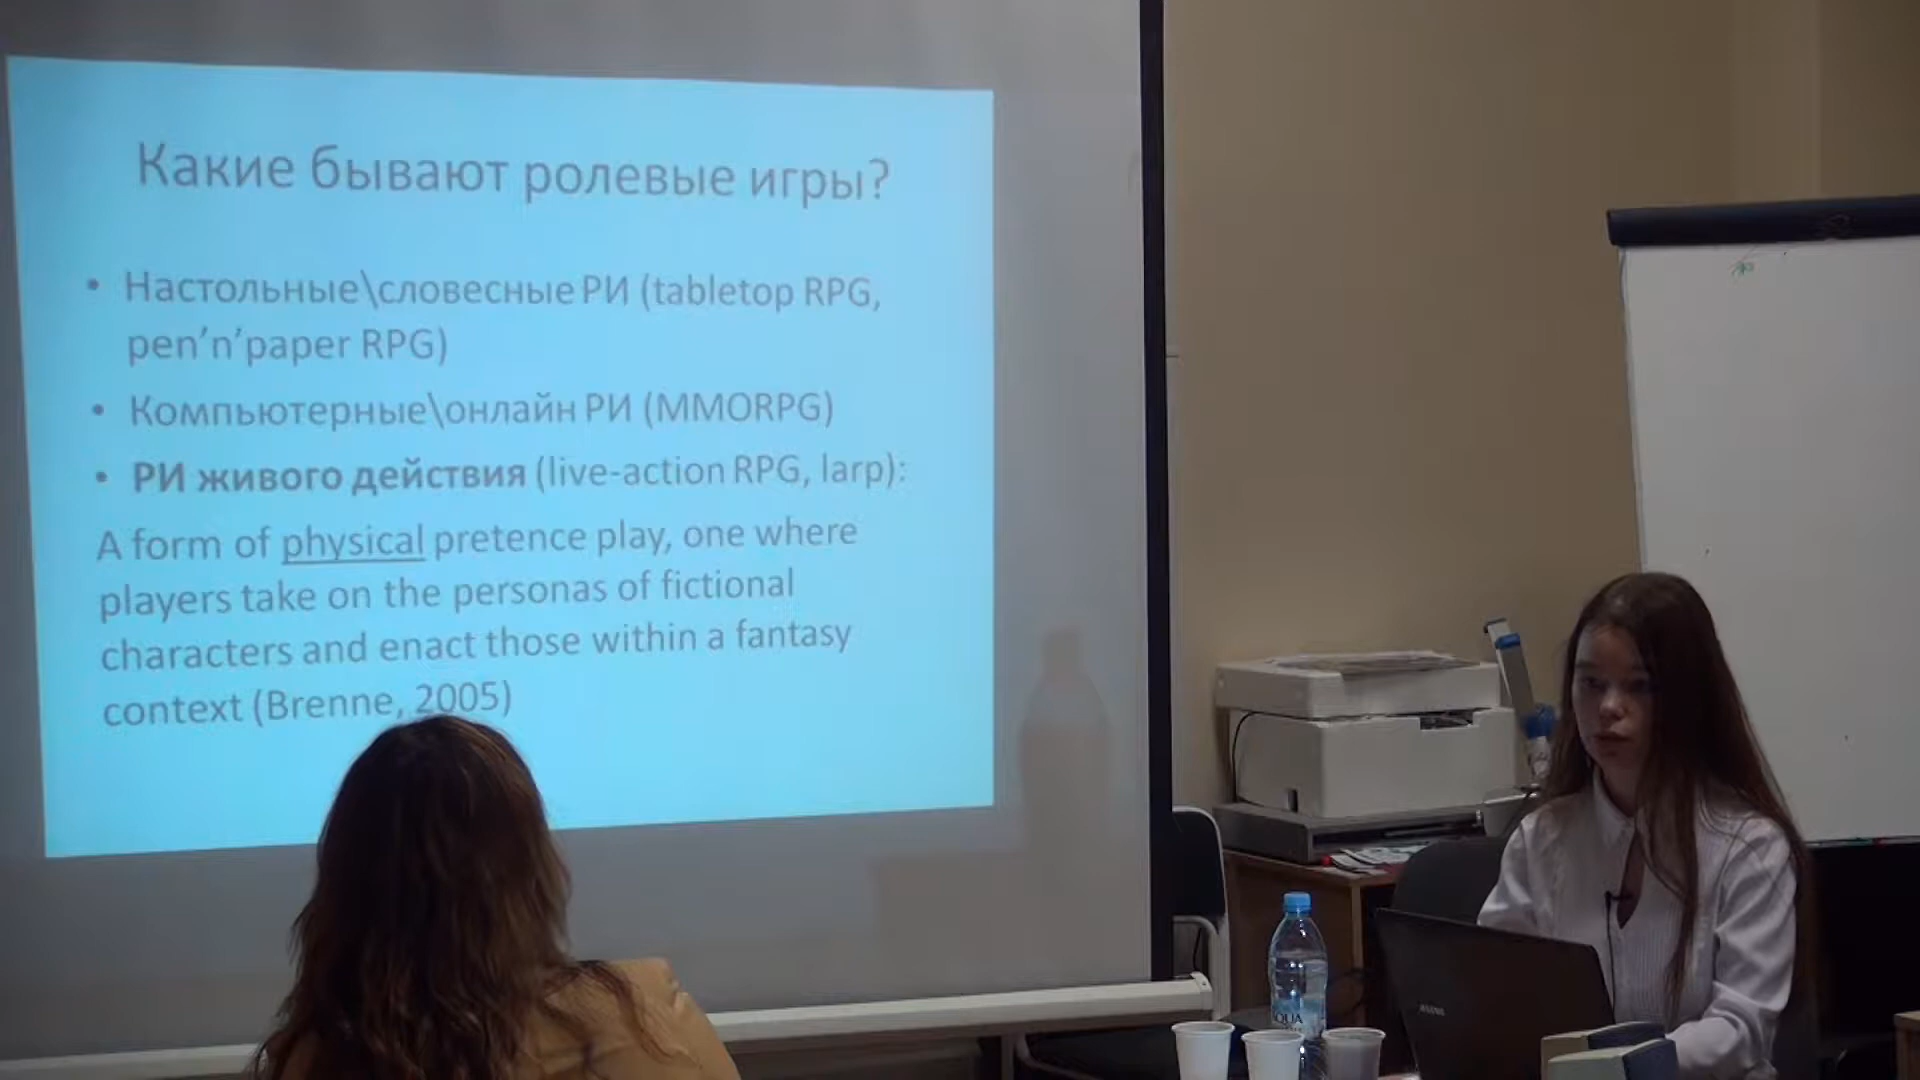 Какие бывают ролевые игры?
• Настольные\словесные РИ (tabletop RPG,
pen’n’paper RPG)
• Компьютерные\онлайн РИ (MMORPG)
• РИ живого действия (live-action RPG, larp):
A form of physical pretence play, one where
players take on the personas of fictional
characters and enact those within a fantasy
context (Brenne, 2005)